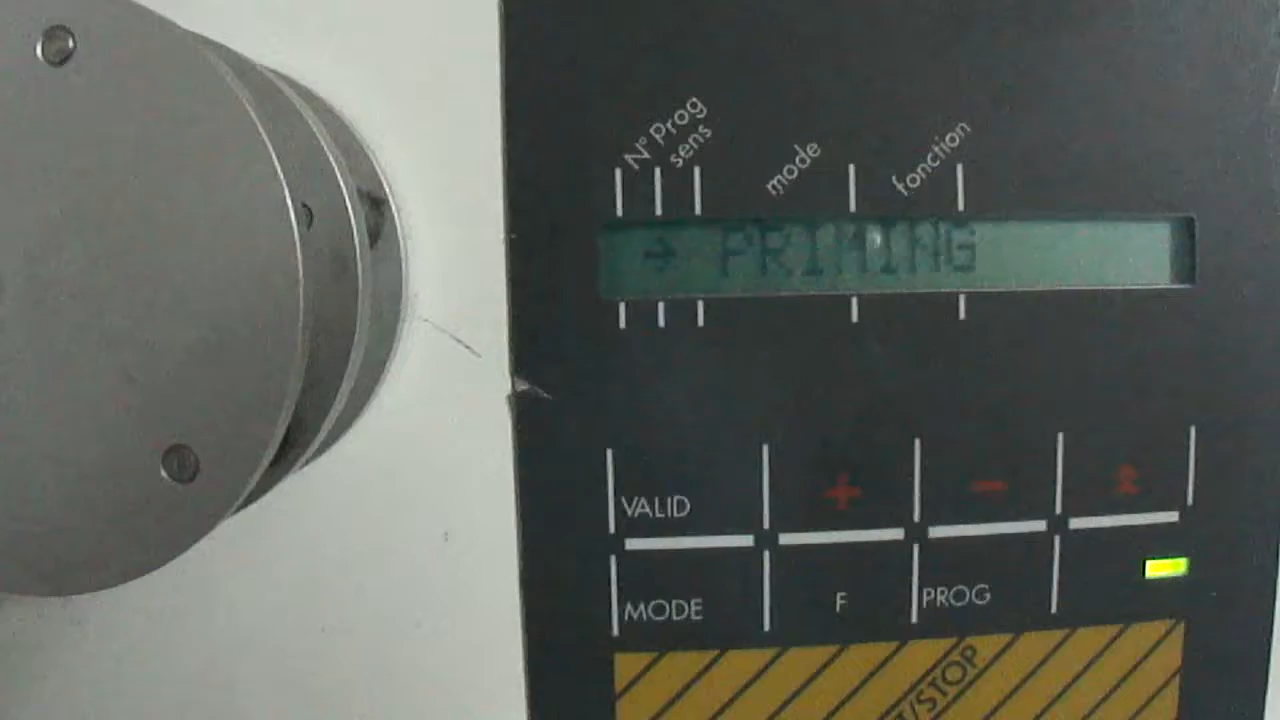 N° Prog
sens
mode
fonction
→ PRIMING
VALID + −
MODE F PROG
T/STOP